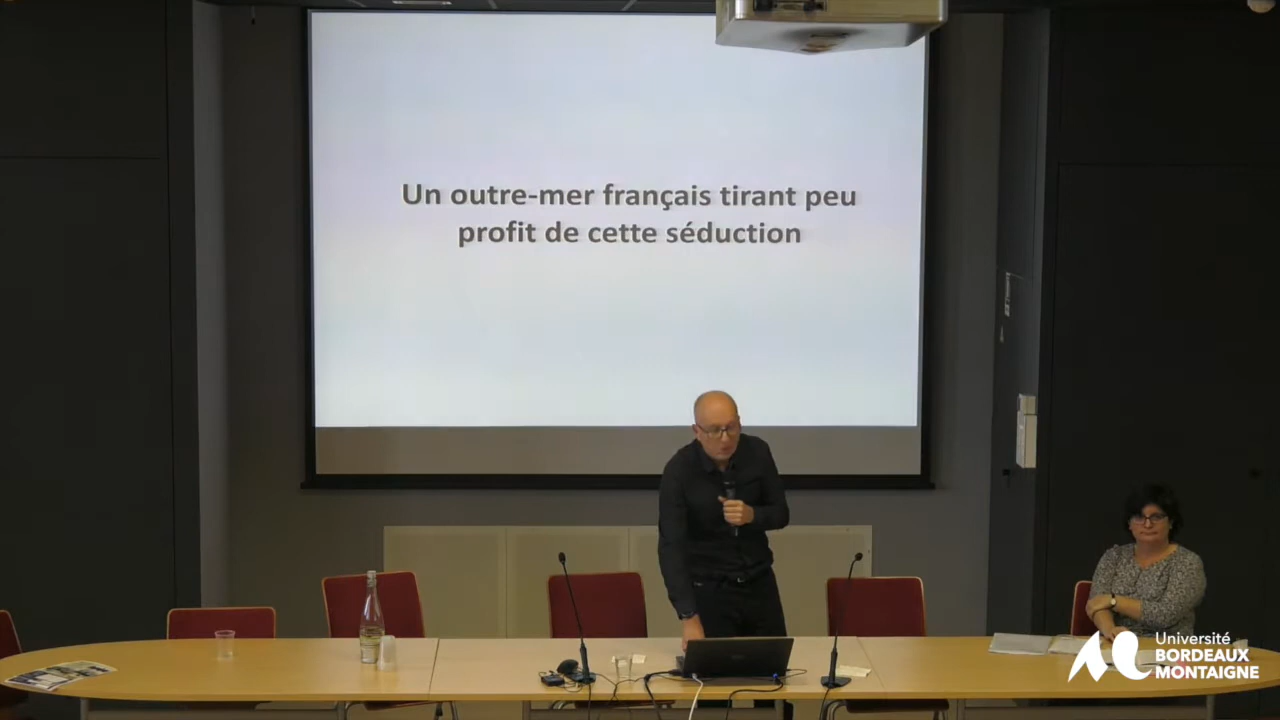 Un outre-mer français tirant peu
profit de cette séduction
Université
BORDEAUX
MONTAIGNE